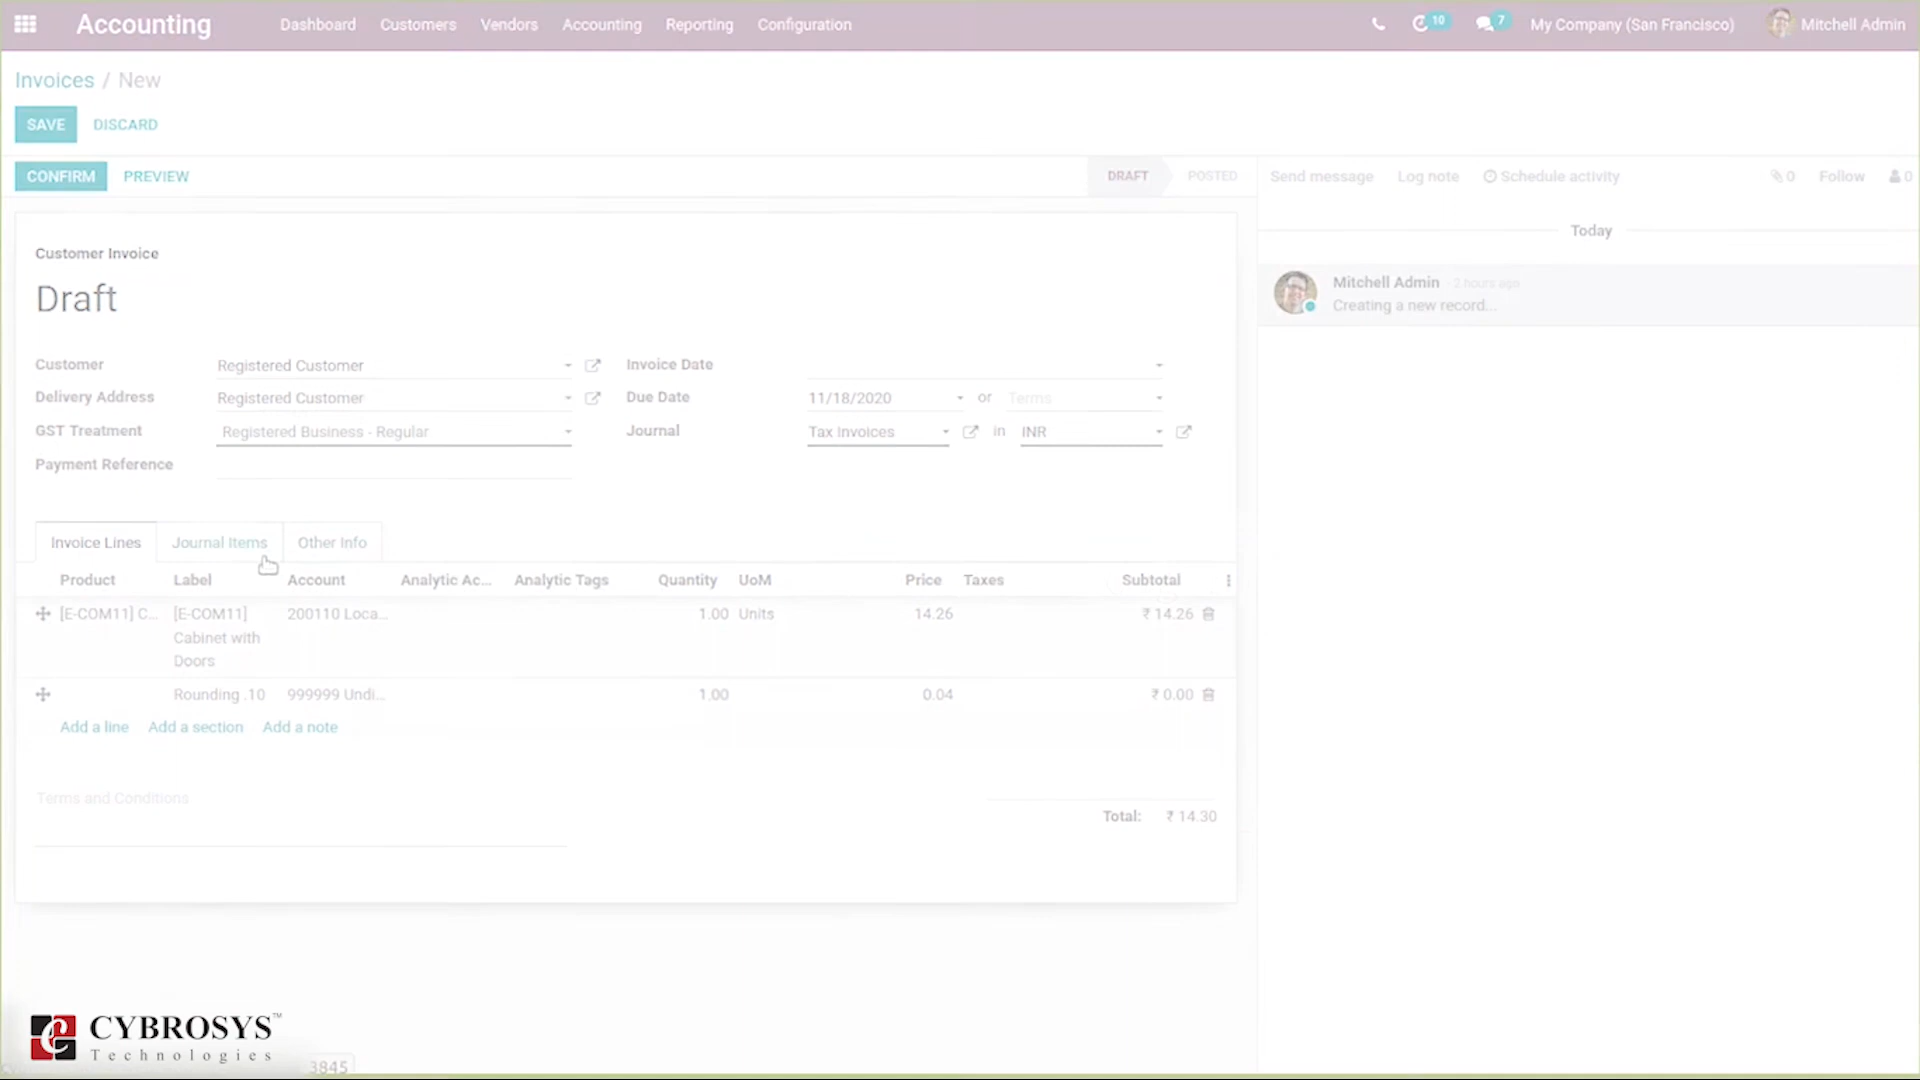 Accounting Dashboard Customers Vendors Accounting Reporting Configuration 10 7 My Company (San Francisco) Mitchell Admin
Invoices / New
SAVE DISCARD
CONFIRM PREVIEW DRAFT POSTED Send message Log note Schedule activity 0 Follow 0
Today
Customer Invoice
Draft
Mitchell Admin - 2 hours ago
Creating a new record...
Customer Registered Customer Invoice Date
Delivery Address Registered Customer Due Date 11/18/2020 or Terms
GST Treatment Registered Business - Regular Journal Tax Invoices in INR
Payment Reference
Invoice Lines Journal Items Other Info
Product Label Account Analytic Ac... Analytic Tags Quantity UoM Price Taxes Subtotal
[E-COM11] C... [E-COM11] 200110 Loca... 1.00 Units 14.26 ₹ 14.26
Cabinet with
Doors
Rounding .10 999999 Undi... 1.00 0.04 ₹ 0.00
Add a line Add a section Add a note
Terms and Conditions
Total: ₹ 14.30
CYBROSYS™
Technologies
3845